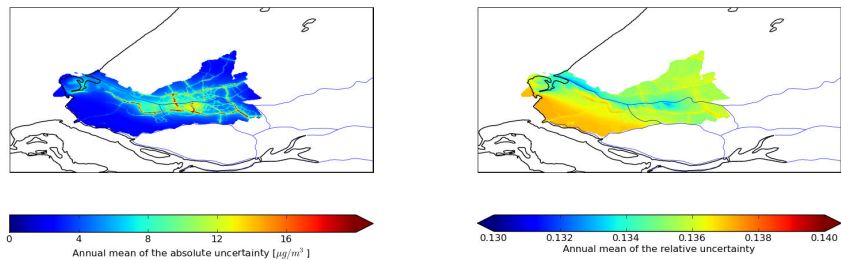 0 4 8 12 16
Annual mean of the absolute uncertainty [μg/m³ ]
0.130 0.132 0.134 0.136 0.138 0.140
Annual mean of the relative uncertainty